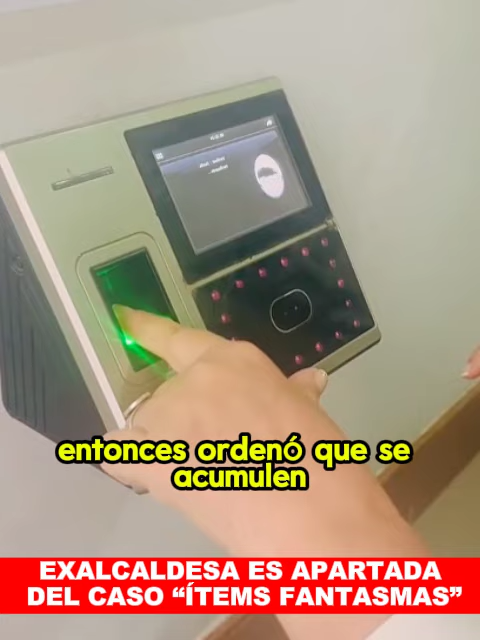 entonces ordenó que se
acumulen
EXALCALDESA ES APARTADA
DEL CASO “ÍTEMS FANTASMAS”